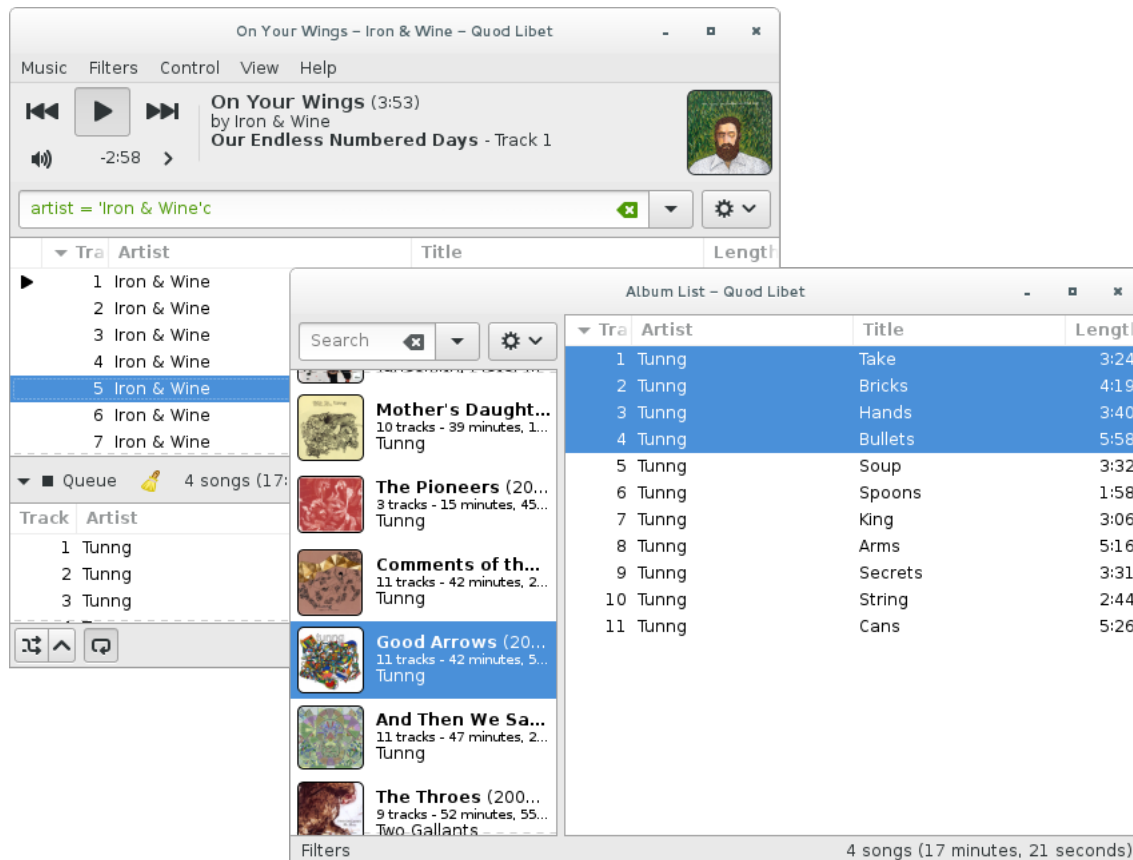 On Your Wings – Iron & Wine – Quod Libet
Music Filters Control View Help
On Your Wings (3:53)
by Iron & Wine
Our Endless Numbered Days - Track 1
-2:58
artist = 'Iron & Wine'c
Tra Artist Title Length
1 Iron & Wine
2 Iron & Wine
3 Iron & Wine
4 Iron & Wine
5 Iron & Wine
6 Iron & Wine
7 Iron & Wine
Queue 4 songs (17:
Track Artist
1 Tunng
2 Tunng
3 Tunng
Album List – Quod Libet
Search
Mother's Daught...
10 tracks - 39 minutes, 1...
Tunng
The Pioneers (20...
3 tracks - 15 minutes, 45...
Tunng
Comments of th...
11 tracks - 42 minutes, 2...
Tunng
Good Arrows (20...
11 tracks - 42 minutes, 5...
Tunng
And Then We Sa...
11 tracks - 47 minutes, 2...
Tunng
The Throes (200...
9 tracks - 52 minutes, 55...
Two Gallants
Tra Artist Title Lengt
1 Tunng Take 3:24
2 Tunng Bricks 4:19
3 Tunng Hands 3:40
4 Tunng Bullets 5:58
5 Tunng Soup 3:32
6 Tunng Spoons 1:58
7 Tunng King 3:06
8 Tunng Arms 5:16
9 Tunng Secrets 3:31
10 Tunng String 2:44
11 Tunng Cans 5:26
Filters 4 songs (17 minutes, 21 seconds)